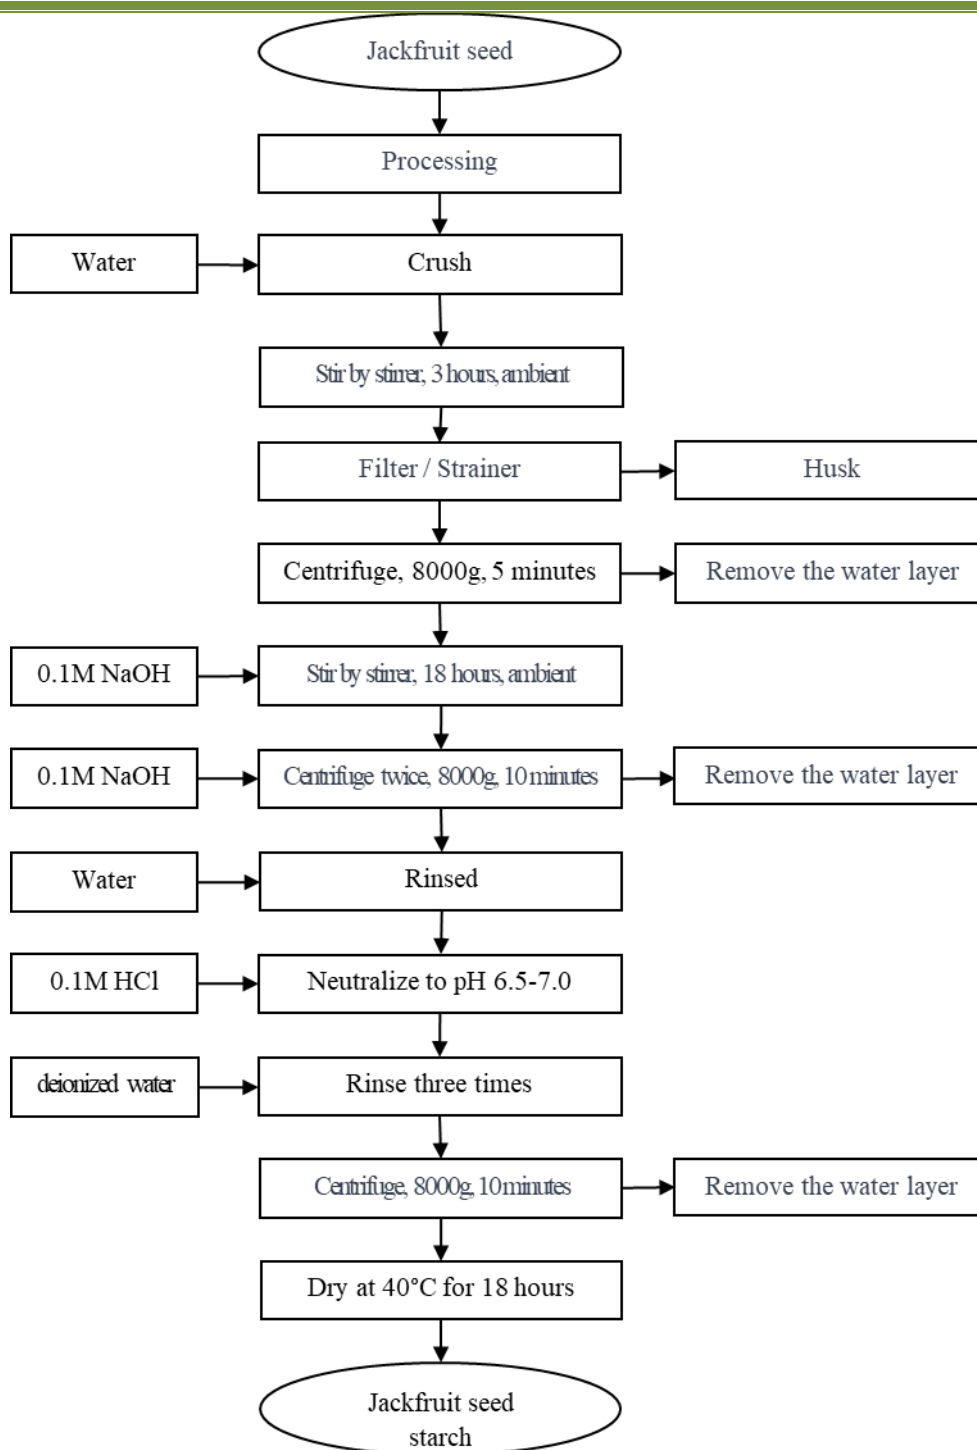 Jackfruit seed
Processing
Water
Crush
Stir by stirrer, 3 hours, ambient
Filter / Strainer
Husk
Centrifuge, 8000g, 5 minutes
Remove the water layer
0.1M NaOH
Stir by stirrer, 18 hours, ambient
0.1M NaOH
Centrifuge twice, 8000g, 10 minutes
Remove the water layer
Water
Rinsed
0.1M HCl
Neutralize to pH 6.5-7.0
deionized water
Rinse three times
Centrifuge, 8000g, 10 minutes
Remove the water layer
Dry at 40°C for 18 hours
Jackfruit seed
starch